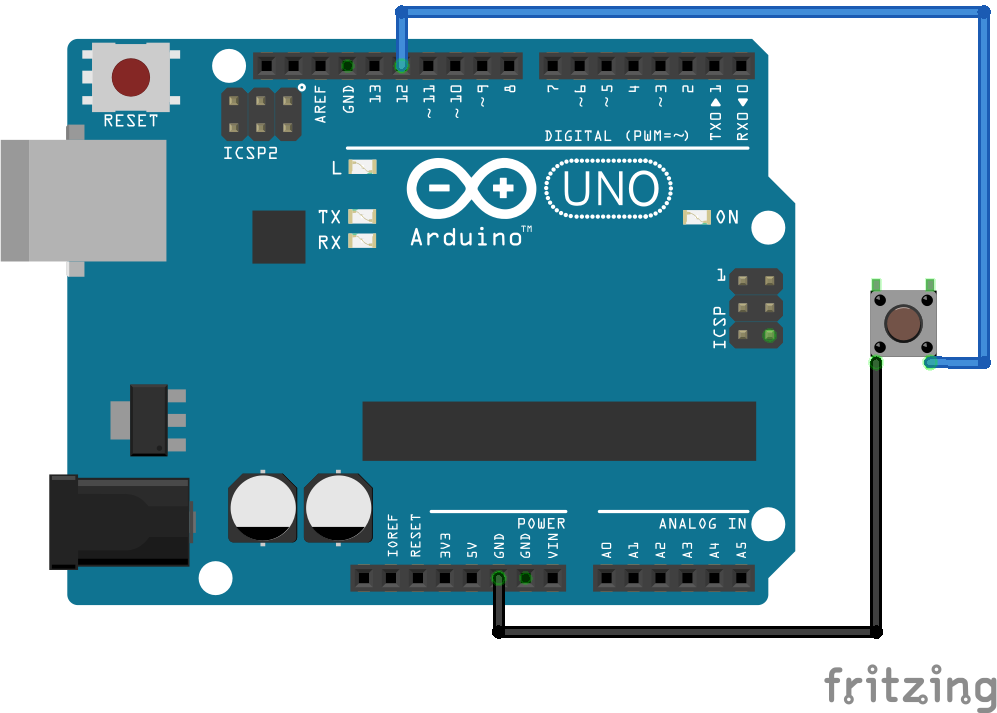 RESET
ICSP2
AREF
GND
13
12
~11
~10
~9
8
7
~6
~5
4
~3
2
TX0▶1
RX0◀0
DIGITAL (PWM=~)
L
TX
RX
Arduino™
UNO
ON
1
ICSP
POWER
ANALOG IN
IOREF
RESET
3V3
5V
GND
GND
VIN
A0
A1
A2
A3
A4
A5
fritzing